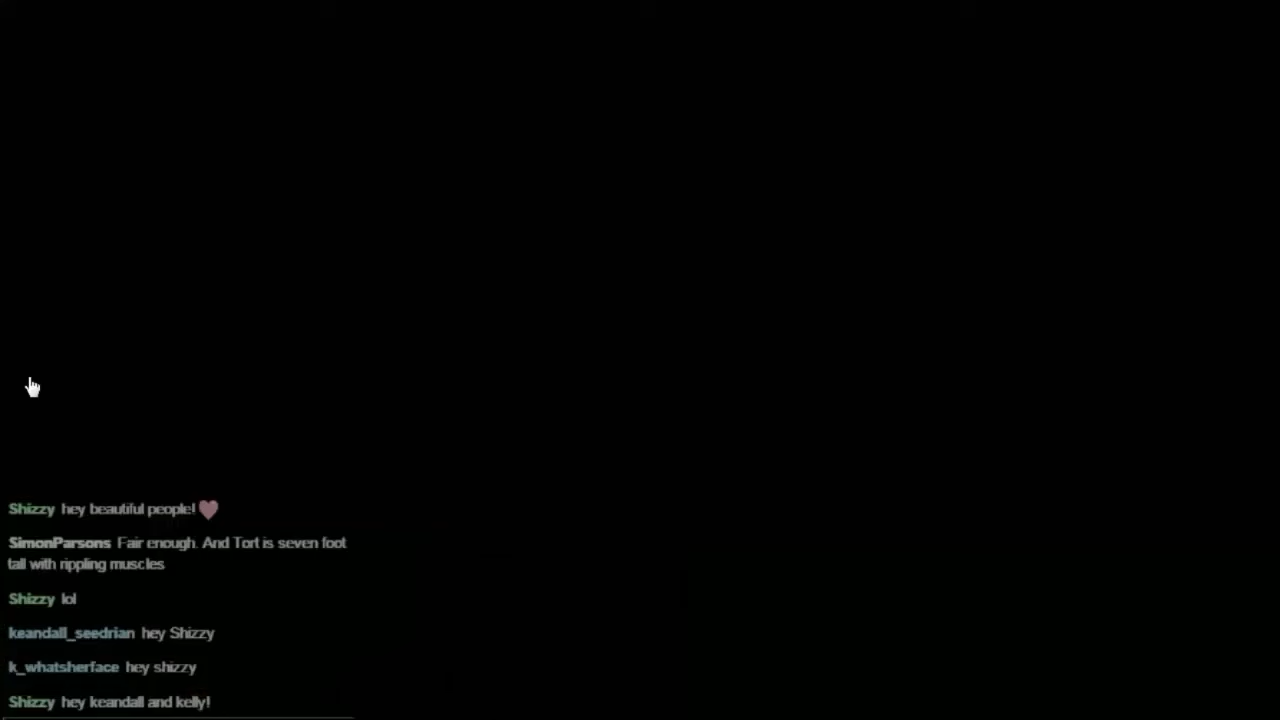 Shizzy hey beautiful people!
SimonParsons Fair enough. And Tort is seven foot
tall with rippling muscles
Shizzy lol
keandall_seedrian hey Shizzy
k_whatsherface hey shizzy
Shizzy hey keandall and kelly!